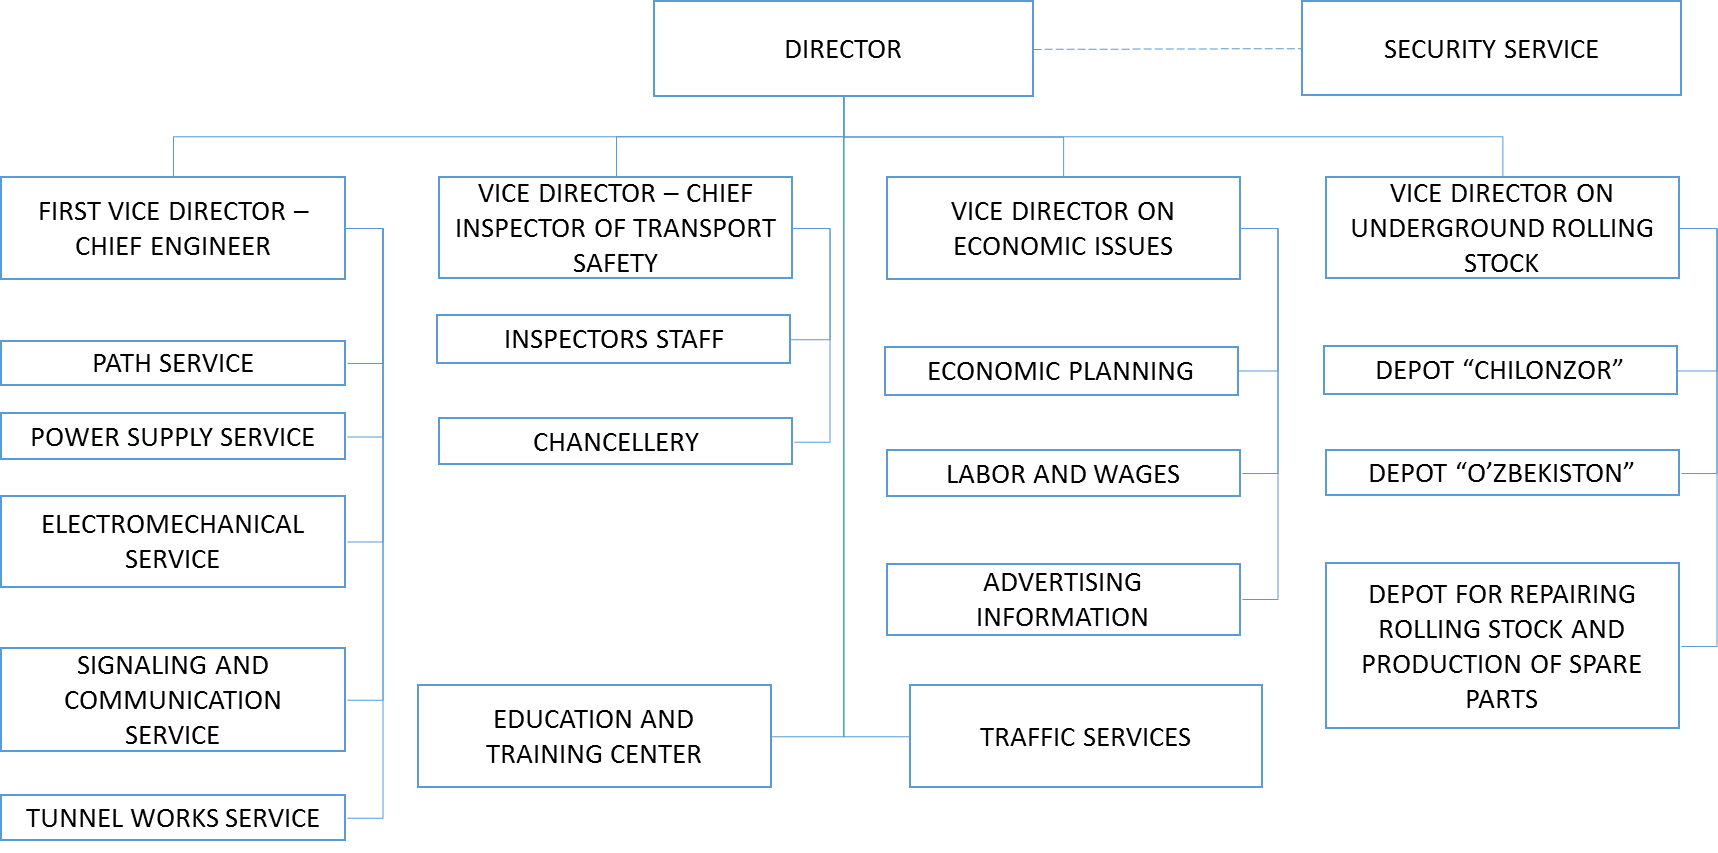 DIRECTOR
SECURITY SERVICE
FIRST VICE DIRECTOR –
CHIEF ENGINEER
VICE DIRECTOR – CHIEF
INSPECTOR OF TRANSPORT
SAFETY
VICE DIRECTOR ON
ECONOMIC ISSUES
VICE DIRECTOR ON
UNDERGROUND ROLLING
STOCK
PATH SERVICE
POWER SUPPLY SERVICE
ELECTROMECHANICAL
SERVICE
SIGNALING AND
COMMUNICATION
SERVICE
TUNNEL WORKS SERVICE
INSPECTORS STAFF
CHANCELLERY
ECONOMIC PLANNING
LABOR AND WAGES
ADVERTISING
INFORMATION
DEPOT “CHILONZOR”
DEPOT “O’ZBEKISTON”
DEPOT FOR REPAIRING
ROLLING STOCK AND
PRODUCTION OF SPARE
PARTS
EDUCATION AND
TRAINING CENTER
TRAFFIC SERVICES